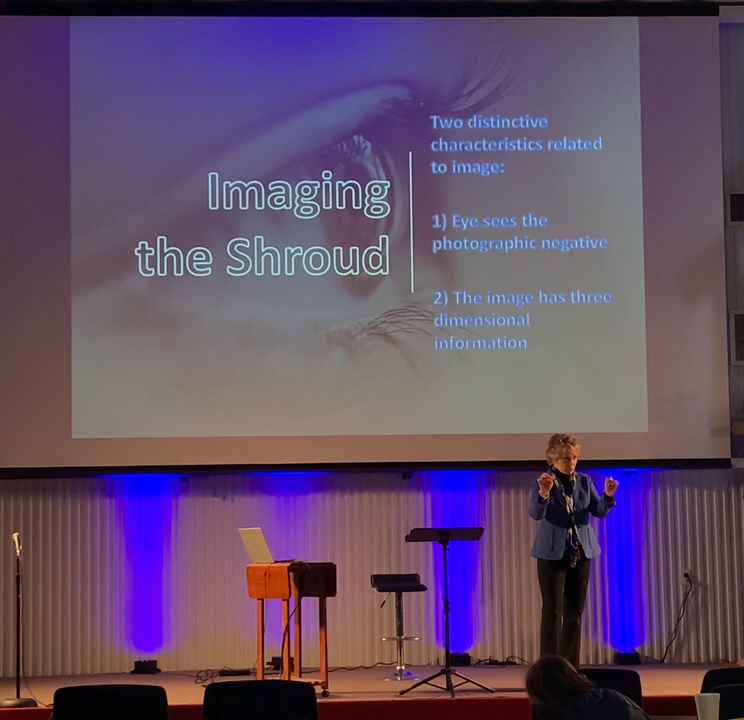 Imaging
the Shroud
Two distinctive
characteristics related
to image:
1) Eye sees the
photographic negative
2) The image has three
dimensional
information